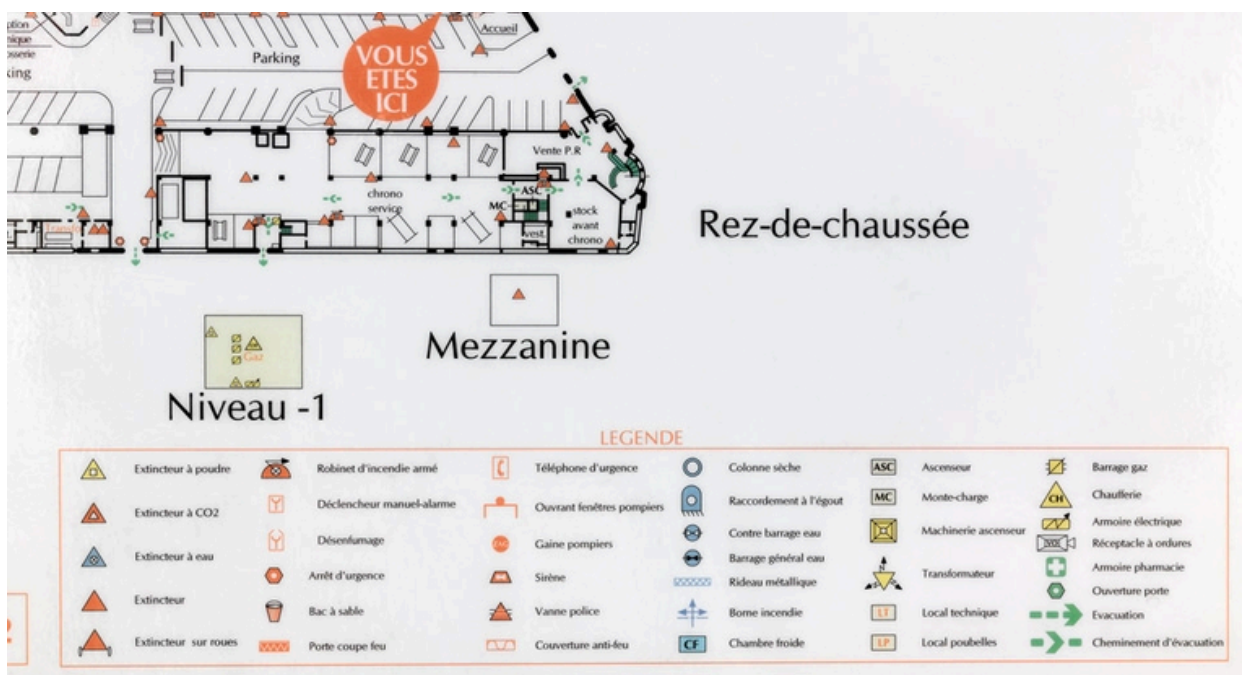 ption
Accueil
nique
osserie
king
Parking
VOUS
ETES
ICI
Vente P.R
chrono
service
ASC
MC
stock
avant
chrono
vest.
Transfo
Rez-de-chaussée
Mezzanine
Gaz
Niveau -1
LEGENDE
Extincteur à poudre
Extincteur à CO2
Extincteur à eau
Extincteur
Extincteur sur roues
Robinet d'incendie armé
Déclencheur manuel-alarme
Désenfumage
Arrêt d'urgence
Bac à sable
Porte coupe feu
Téléphone d'urgence
Ouvrant fenêtres pompiers
Gaine pompiers
Sirène
Vanne police
Couverture anti-feu
Colonne sèche
Raccordement à l'égout
Contre barrage eau
Barrage général eau
Rideau métallique
Borne incendie
CF Chambre froide
ASC Ascenseur
MC Monte-charge
Machinerie ascenseur
Transformateur
LT Local technique
LP Local poubelles
Barrage gaz
CH Chaufferie
Armoire électrique
Réceptacle à ordures
Armoire pharmacie
Ouverture porte
Evacuation
Cheminement d'évacuation